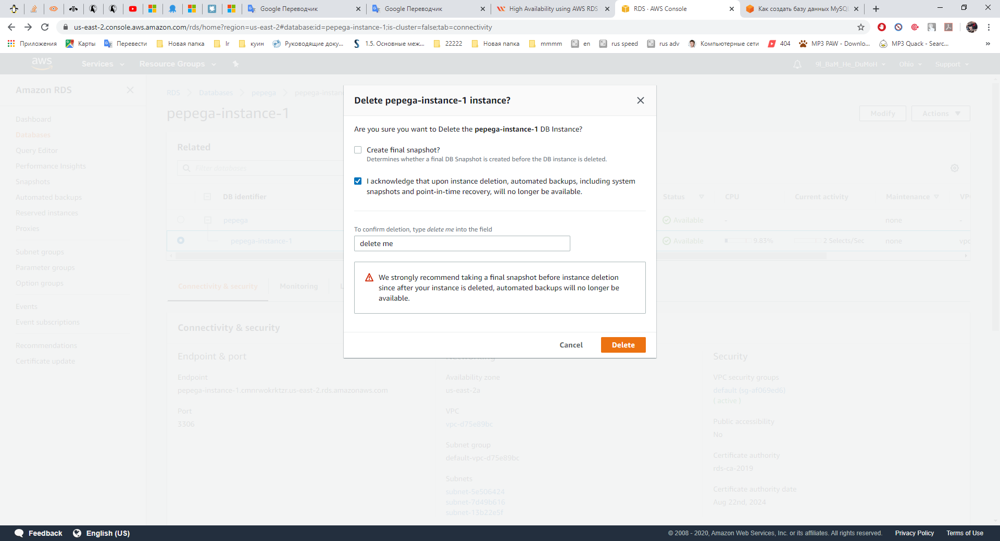 Google Переводчик
Google Переводчик
High Availability using AWS RDS
RDS · AWS Console
Как создать базу данных MySQL
us-east-2.console.aws.amazon.com/rds/home?region=us-east-2#database:id=pepega-instance-1;is-cluster=false;tab=connectivity
Приложения
Карты
Перевести
Новая папка
lr
куин
Руководящие доку...
1.5. Основные меж...
22222
Новая папка
mmmm
en
rus speed
rus adv
Компьютерные сети
404
MP3 PAW - Downlo...
MP3 Quack - Searc...
aws
Services
Resource Groups
9l_BaM_He_DuMoH
Ohio
Support
Amazon RDS
Dashboard
Databases
Query Editor
Performance Insights
Snapshots
Automated backups
Reserved instances
Proxies
Subnet groups
Parameter groups
Option groups
Events
Event subscriptions
Recommendations
Certificate update
RDS
Databases
pepega
pepega-instan
pepega-instance-1
Modify
Actions
Related
Filter databases
DB identifier
Status
CPU
Current activity
Maintenance
VP
pepega
Available
-
none
-
pepega-instance-1
Available
9.83%
2 Selects/Sec
none
vpc
Connectivity & security
Monitoring
Delete pepega-instance-1 instance?
Are you sure you want to Delete the pepega-instance-1 DB Instance?
Create final snapshot?
Determines whether a final DB Snapshot is created before the DB instance is deleted.
I acknowledge that upon instance deletion, automated backups, including system
snapshots and point-in-time recovery, will no longer be available.
To confirm deletion, type delete me into the field
delete me
We strongly recommend taking a final snapshot before instance deletion
since after your instance is deleted, automated backups will no longer be
available.
Cancel
Delete
Connectivity & security
Endpoint & port
Endpoint
pepega-instance-1.cmnrwokrktzr.us-east-2.rds.amazonaws.com
Port
3306
Networking
Availability zone
us-east-2a
VPC
vpc-d75e89bc
Subnet group
default-vpc-d75e89bc
Subnets
subnet-5e506424
subnet-7d49b616
subnet-13b22e5f
Security
VPC security groups
default (sg-af069ed6)
( active )
Public accessibility
No
Certificate authority
rds-ca-2019
Certificate authority date
Aug 22nd, 2024
Feedback
English (US)
© 2008 - 2020, Amazon Web Services, Inc. or its affiliates. All rights reserved.
Privacy Policy
Terms of Use